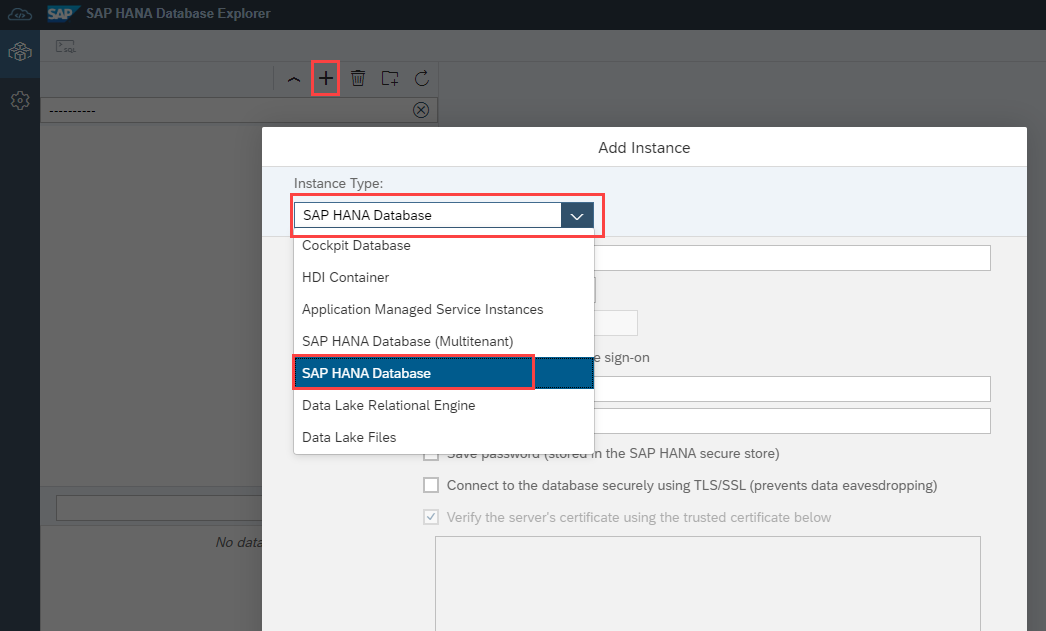 SAP SAP HANA Database Explorer
SQL
----------
Add Instance
Instance Type:
SAP HANA Database
Cockpit Database
HDI Container
Application Managed Service Instances
SAP HANA Database (Multitenant)
e sign-on
SAP HANA Database
Data Lake Relational Engine
Data Lake Files
Save password (stored in the SAP HANA secure store)
Connect to the database securely using TLS/SSL (prevents data eavesdropping)
Verify the server's certificate using the trusted certificate below
No data